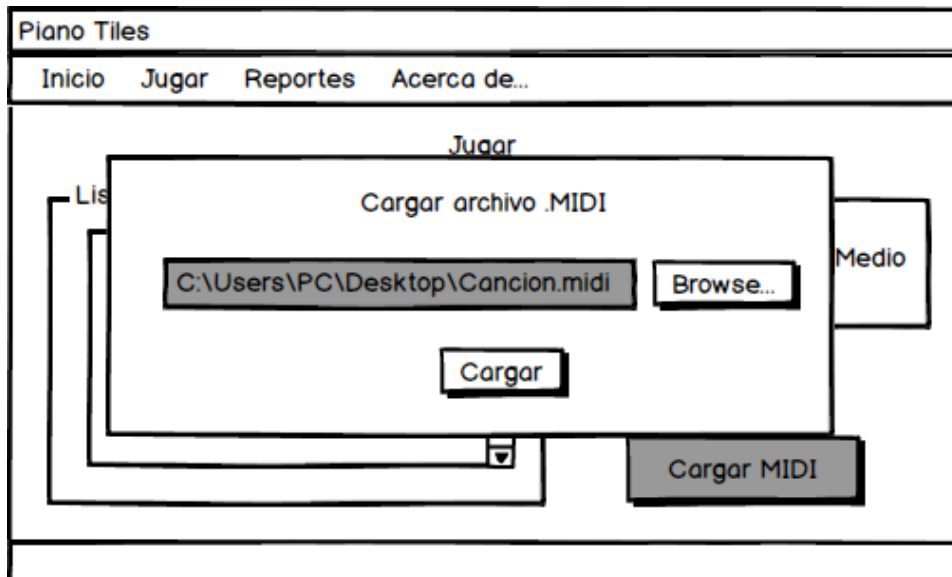 Piano Tiles
Inicio Jugar Reportes Acerca de...
Jugar
Lis
Cargar archivo .MIDI
Medio
C:\Users\PC\Desktop\Cancion.midi Browse...
Cargar
Cargar MIDI